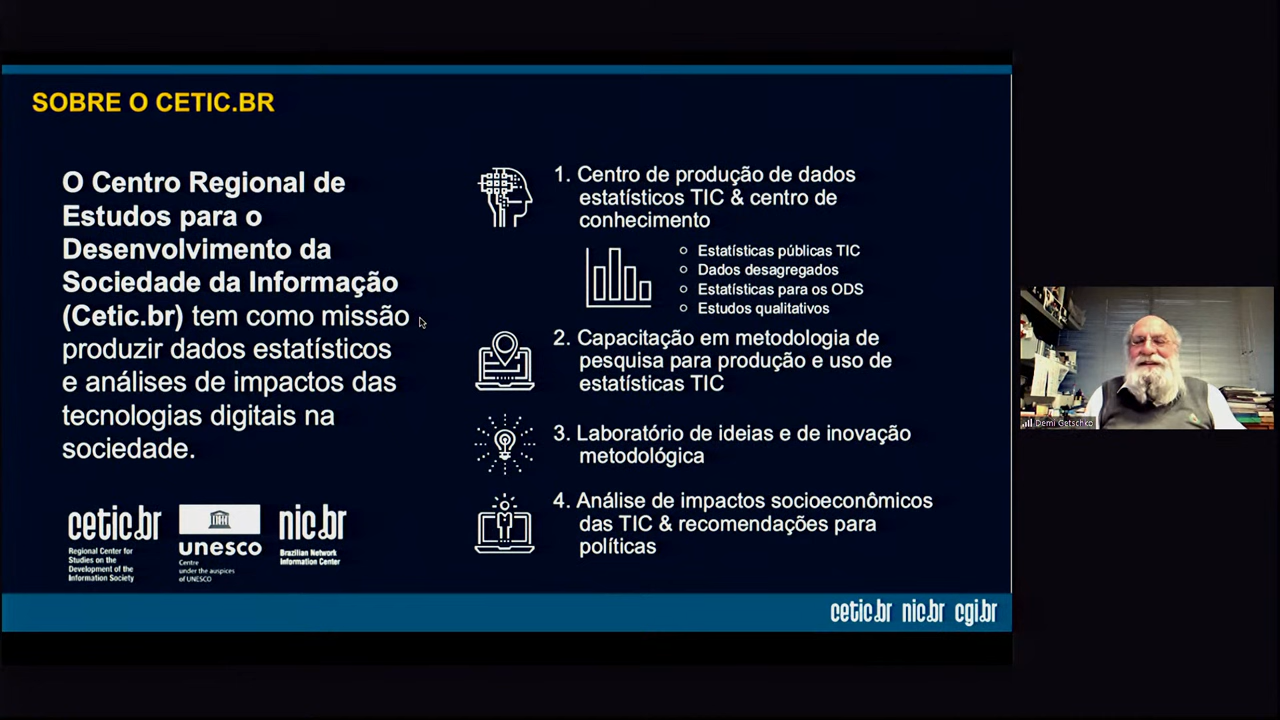 SOBRE O CETIC.BR
O Centro Regional de
Estudos para o
Desenvolvimento da
Sociedade da Informação
(Cetic.br) tem como missão
produzir dados estatísticos
e análises de impactos das
tecnologias digitais na
sociedade.
cetic.br
Regional Center for
Studies on the
Development of the
Information Society
unesco
Centre
under the auspices
of UNESCO
nic.br
Brazilian Network
Information Center
1. Centro de produção de dados
estatísticos TIC & centro de
conhecimento
Estatísticas públicas TIC
Dados desagregados
Estatísticas para os ODS
Estudos qualitativos
2. Capacitação em metodologia de
pesquisa para produção e uso de
estatísticas TIC
3. Laboratório de ideias e de inovação
metodológica
4. Análise de impactos socioeconômicos
das TIC & recomendações para
políticas
cetic.br nic.br cgi.br
Demi Getschko